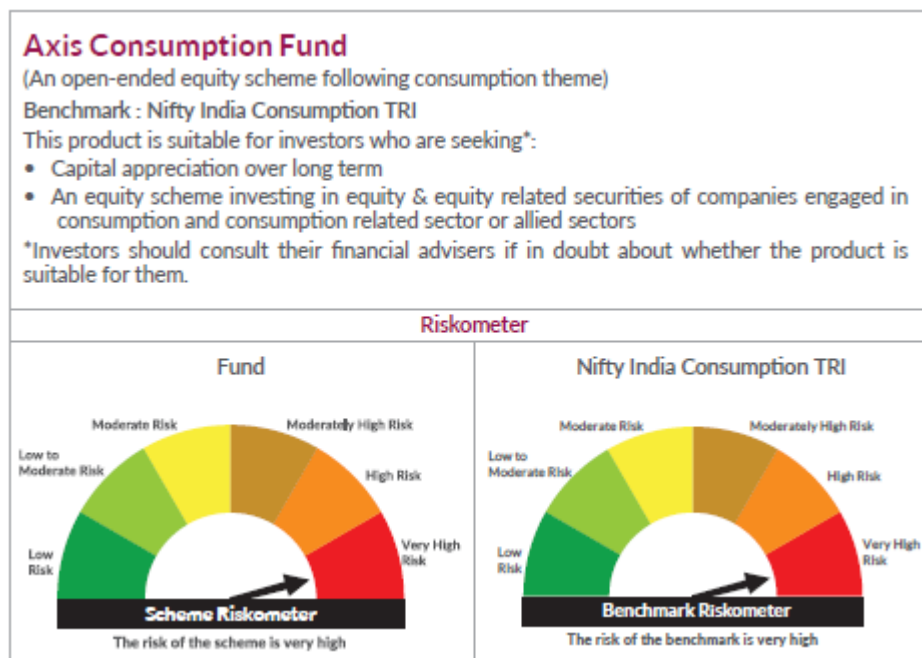 Axis Consumption Fund
(An open-ended equity scheme following consumption theme)
Benchmark : Nifty India Consumption TRI
This product is suitable for investors who are seeking*:
• Capital appreciation over long term
• An equity scheme investing in equity & equity related securities of companies engaged in
consumption and consumption related sector or allied sectors
*Investors should consult their financial advisers if in doubt about whether the product is
suitable for them.
Riskometer
Fund
Moderate Risk
Moderately High Risk
Low to
Moderate Risk
High Risk
Low
Risk
Very High
Risk
Scheme Riskometer
The risk of the scheme is very high
Nifty India Consumption TRI
Moderate Risk
Moderately High Risk
Low to
Moderate Risk
High Risk
Low
Risk
Very High
Risk
Benchmark Riskometer
The risk of the benchmark is very high